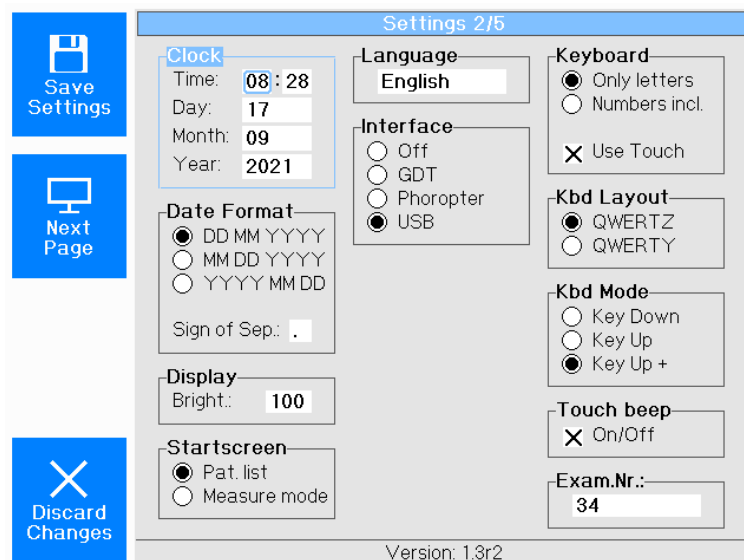 Settings 2/5
Save
Settings
Next
Page
Discard
Changes
Clock
Time: 08 : 28
Day: 17
Month: 09
Year: 2021
Date Format
DD MM YYYY
MM DD YYYY
YYYY MM DD
Sign of Sep.: .
Display
Bright.: 100
Startscreen
Pat. list
Measure mode
Language
English
Interface
Off
GDT
Phoropter
USB
Keyboard
Only letters
Numbers incl.
Use Touch
Kbd Layout
QWERTZ
QWERTY
Kbd Mode
Key Down
Key Up
Key Up +
Touch beep
On/Off
Exam.Nr.:
34
Version: 1.3r2